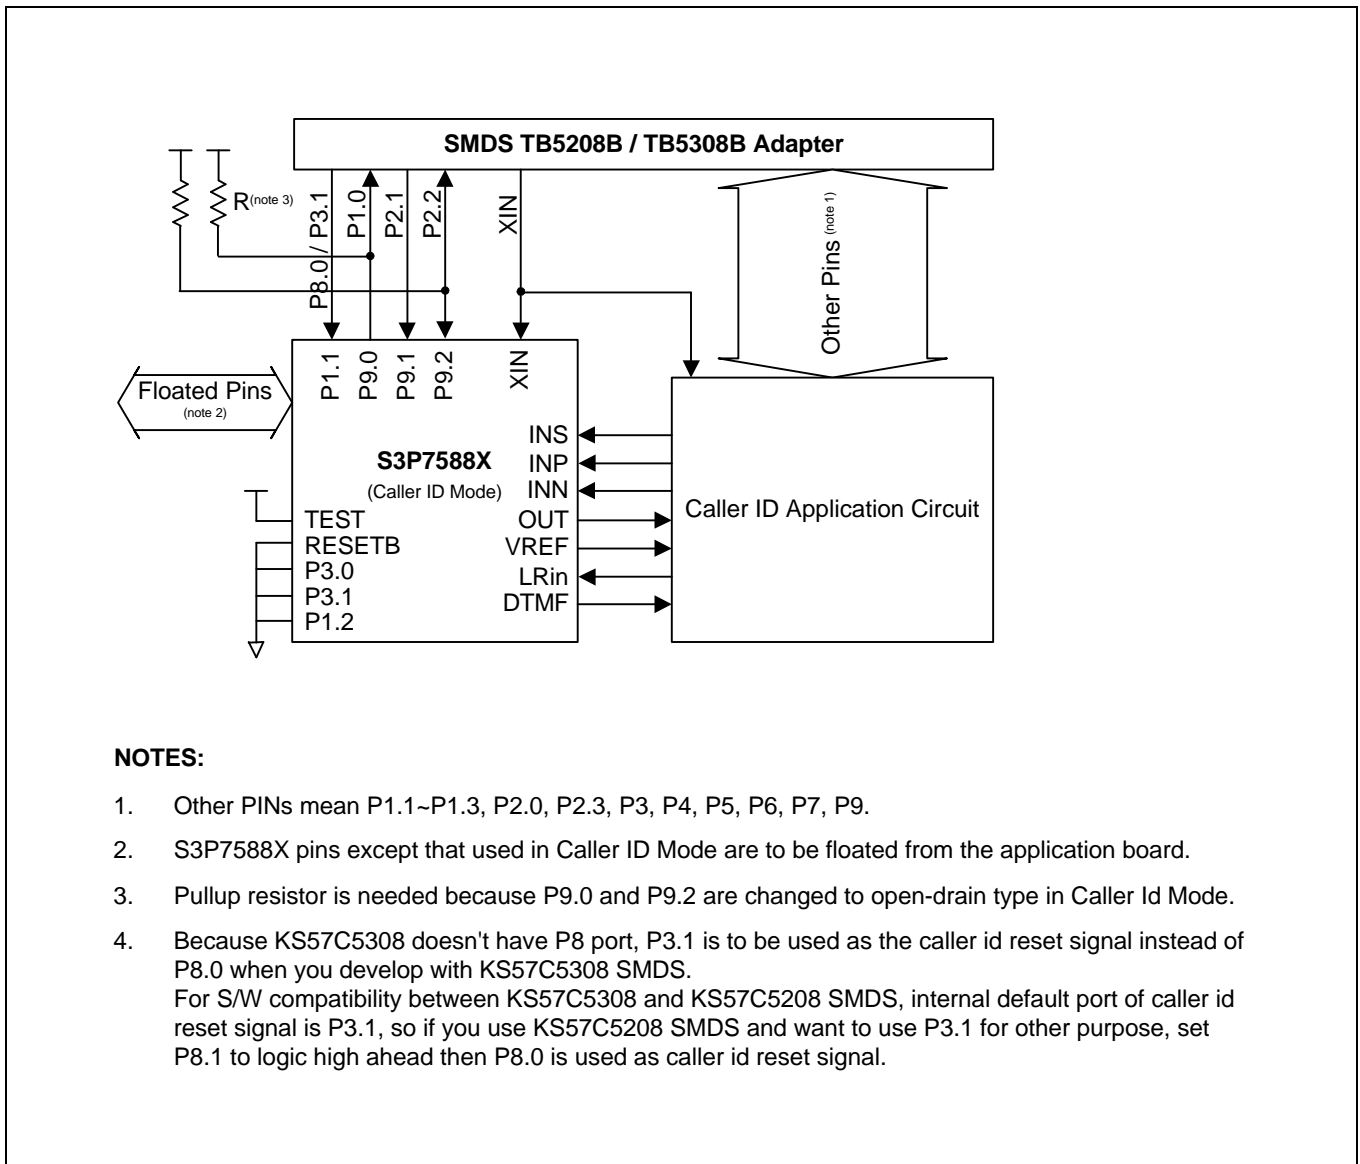 SMDS TB5208B / TB5308B Adapter
R(note 3)
P8.0 / P3.1
P1.0
P2.1
P2.2
XIN
Other Pins (note 1)
P1.1
P9.0
P9.1
P9.2
XIN
Floated Pins
(note 2)
S3P7588X
(Caller ID Mode)
INS
INP
INN
OUT
VREF
LRin
DTMF
TEST
RESETB
P3.0
P3.1
P1.2
Caller ID Application Circuit
NOTES:
1. Other PINs mean P1.1~P1.3, P2.0, P2.3, P3, P4, P5, P6, P7, P9.
2. S3P7588X pins except that used in Caller ID Mode are to be floated from the application board.
3. Pullup resistor is needed because P9.0 and P9.2 are changed to open-drain type in Caller Id Mode.
4. Because KS57C5308 doesn't have P8 port, P3.1 is to be used as the caller id reset signal instead of
P8.0 when you develop with KS57C5308 SMDS.
For S/W compatibility between KS57C5308 and KS57C5208 SMDS, internal default port of caller id
reset signal is P3.1, so if you use KS57C5208 SMDS and want to use P3.1 for other purpose, set
P8.1 to logic high ahead then P8.0 is used as caller id reset signal.